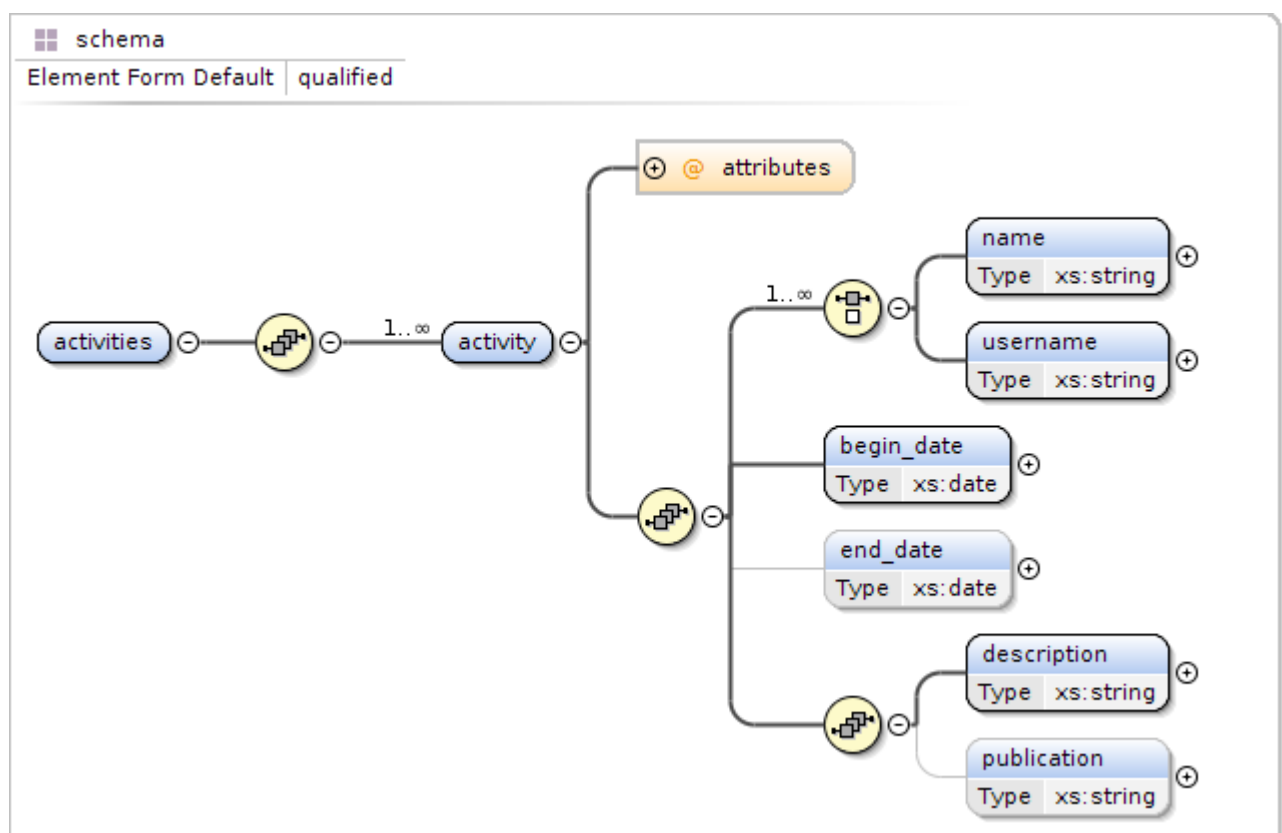 schema
Element Form Default qualified
@ attributes
name
Type xs:string
1..∞
username
Type xs:string
activities
1..∞
activity
begin_date
Type xs:date
end_date
Type xs:date
description
Type xs:string
publication
Type xs:string